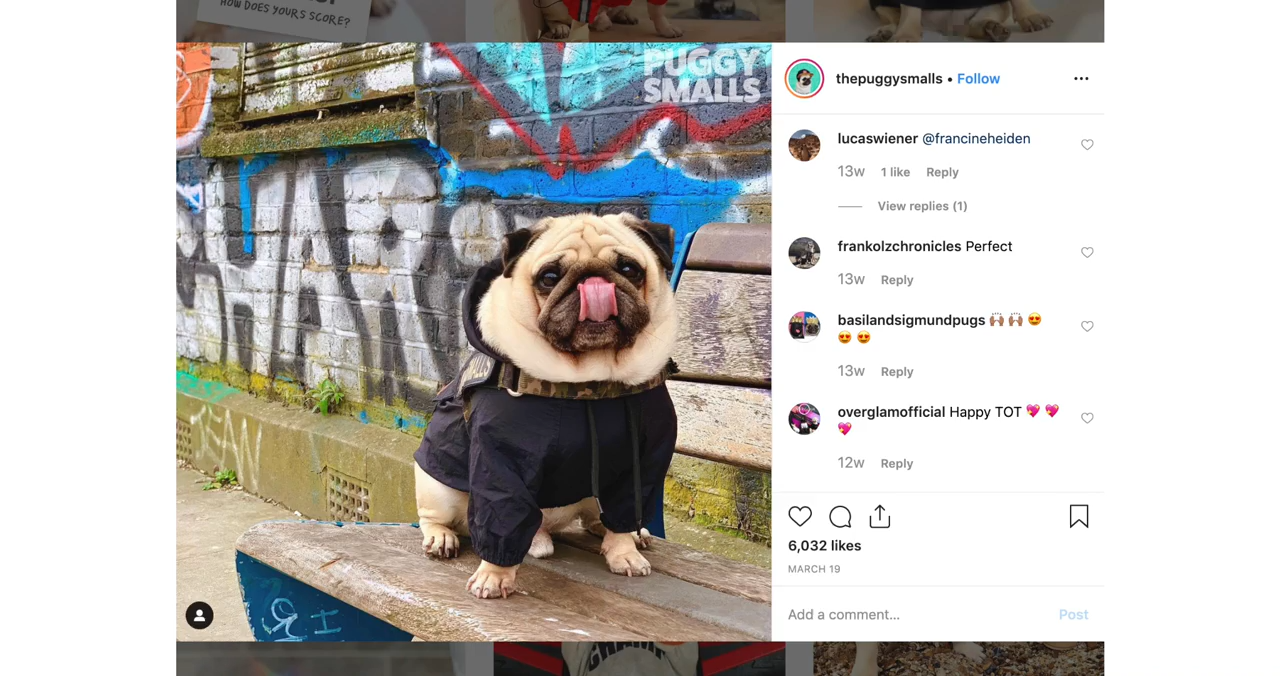 HOW DOES YOURS SCORE?
PUGGY
SMALLS
thepuggysmalls • Follow
lucaswiener @francineheiden
13w 1 like Reply
View replies (1)
frankolzchronicles Perfect
13w Reply
basilandsigmundpugs 🙌🏽 🙌🏽 😍
😍 😍
13w Reply
overglamofficial Happy TOT 💖 💖
💖
12w Reply
6,032 likes
MARCH 19
Add a comment... Post